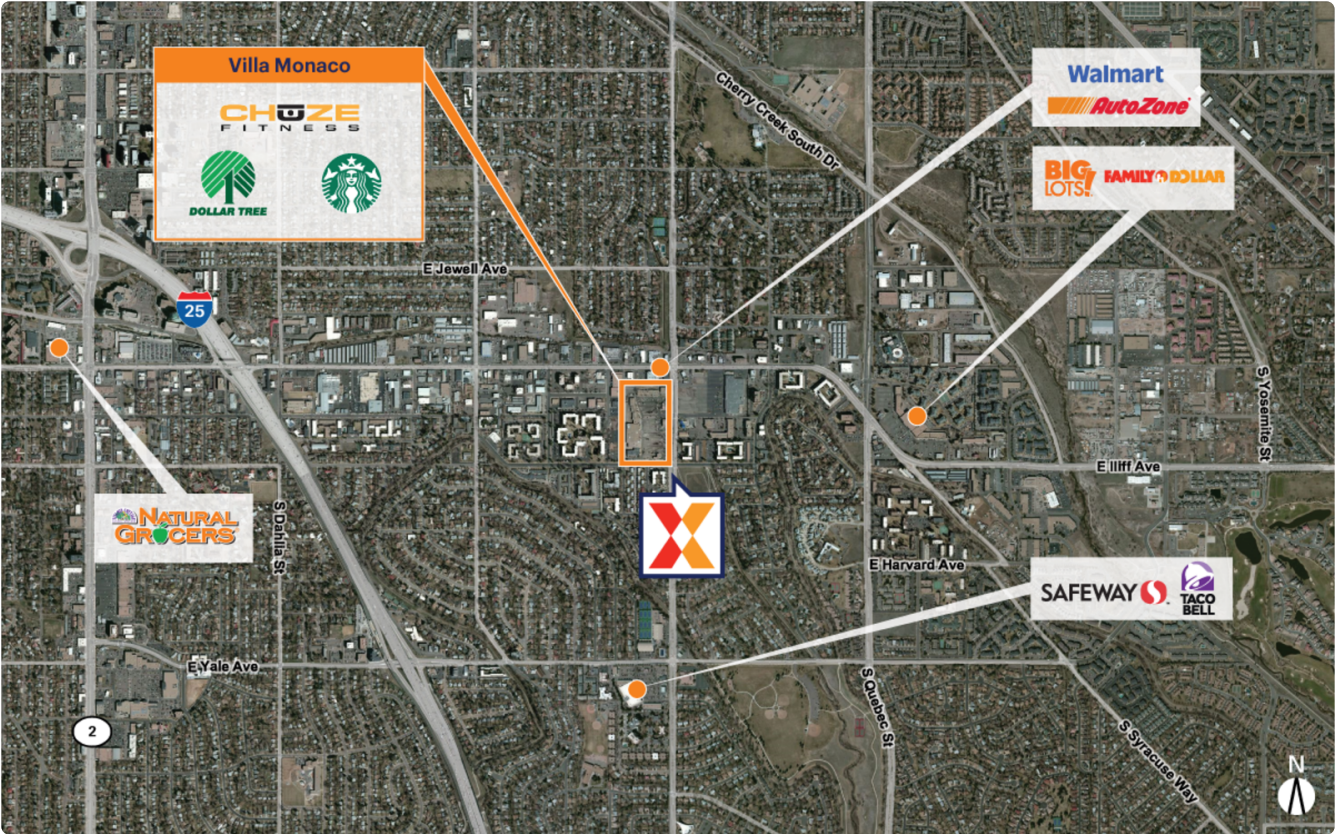 Villa Monaco
CHUZE
FITNESS
DOLLAR TREE
Walmart
AutoZone
BIG
LOTS!
FAMILY DOLLAR
Cherry Creek South Dr
E Jewell Ave
25
S Yosemite St
E Iliff Ave
NATURAL
GROCERS
S Dahlia St
E Harvard Ave
SAFEWAY
TACO
BELL
E Yale Ave
S Quebec St
2
S Syracuse Way
N